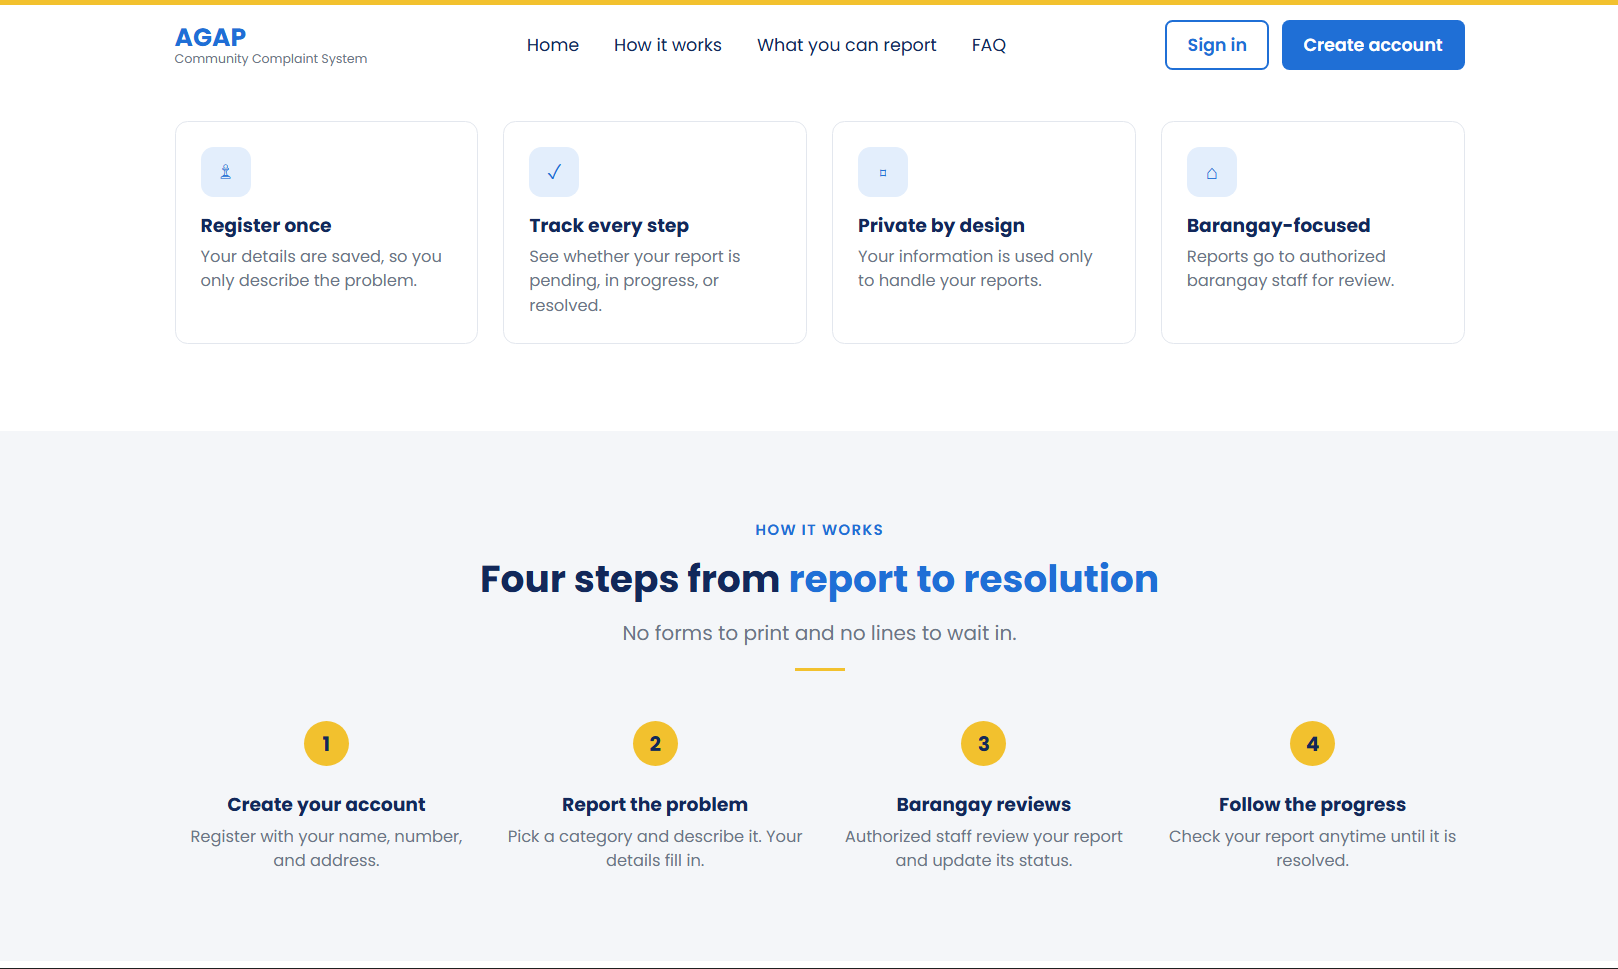 AGAP
Community Complaint System
Home
How it works
What you can report
FAQ
Sign in
Create account
Register once
Your details are saved, so you
only describe the problem.
Track every step
See whether your report is
pending, in progress, or
resolved.
Private by design
Your information is used only
to handle your reports.
Barangay-focused
Reports go to authorized
barangay staff for review.
HOW IT WORKS
Four steps from report to resolution
No forms to print and no lines to wait in.
1
Create your account
Register with your name, number,
and address.
2
Report the problem
Pick a category and describe it. Your
details fill in.
3
Barangay reviews
Authorized staff review your report
and update its status.
4
Follow the progress
Check your report anytime until it is
resolved.